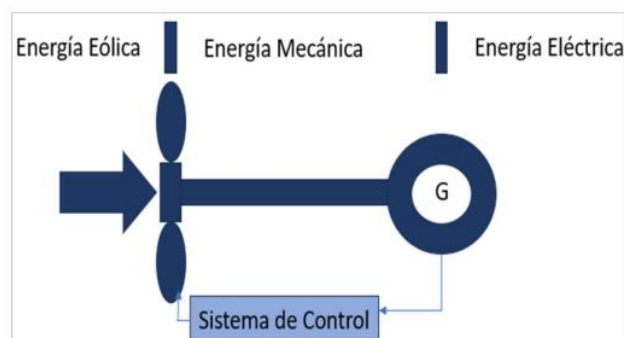 Energía Eólica
Energía Mecánica
Energía Eléctrica
G
Sistema de Control